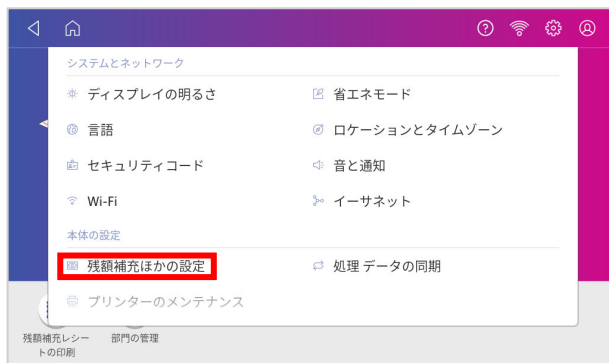 システムとネットワーク
ディスプレイの明るさ
省エネモード
言語
ロケーションとタイムゾーン
セキュリティコード
音と通知
Wi-Fi
イーサネット
本体の設定
残額補充ほかの設定
処理 データの同期
プリンターのメンテナンス
残額補充レシー
トの印刷
部門の管理